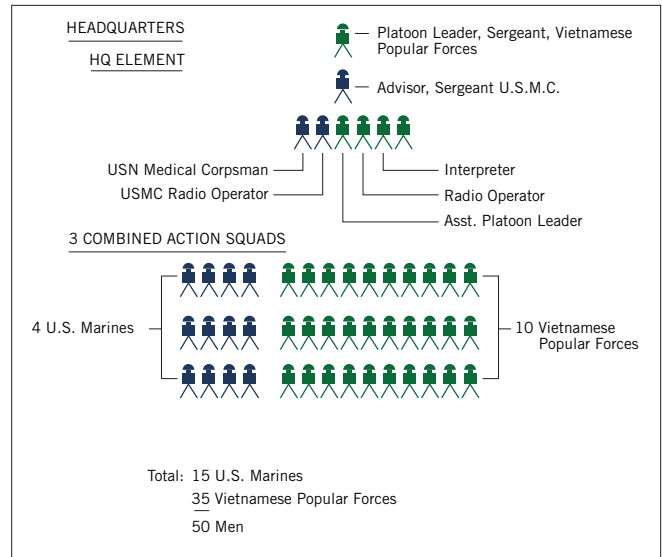 HEADQUARTERS
HQ ELEMENT
Platoon Leader, Sergeant, Vietnamese
Popular Forces
Advisor, Sergeant U.S.M.C.
USN Medical Corpsman
USMC Radio Operator
Interpreter
Radio Operator
Asst. Platoon Leader
3 COMBINED ACTION SQUADS
4 U.S. Marines
10 Vietnamese
Popular Forces
Total: 15 U.S. Marines
35 Vietnamese Popular Forces
50 Men